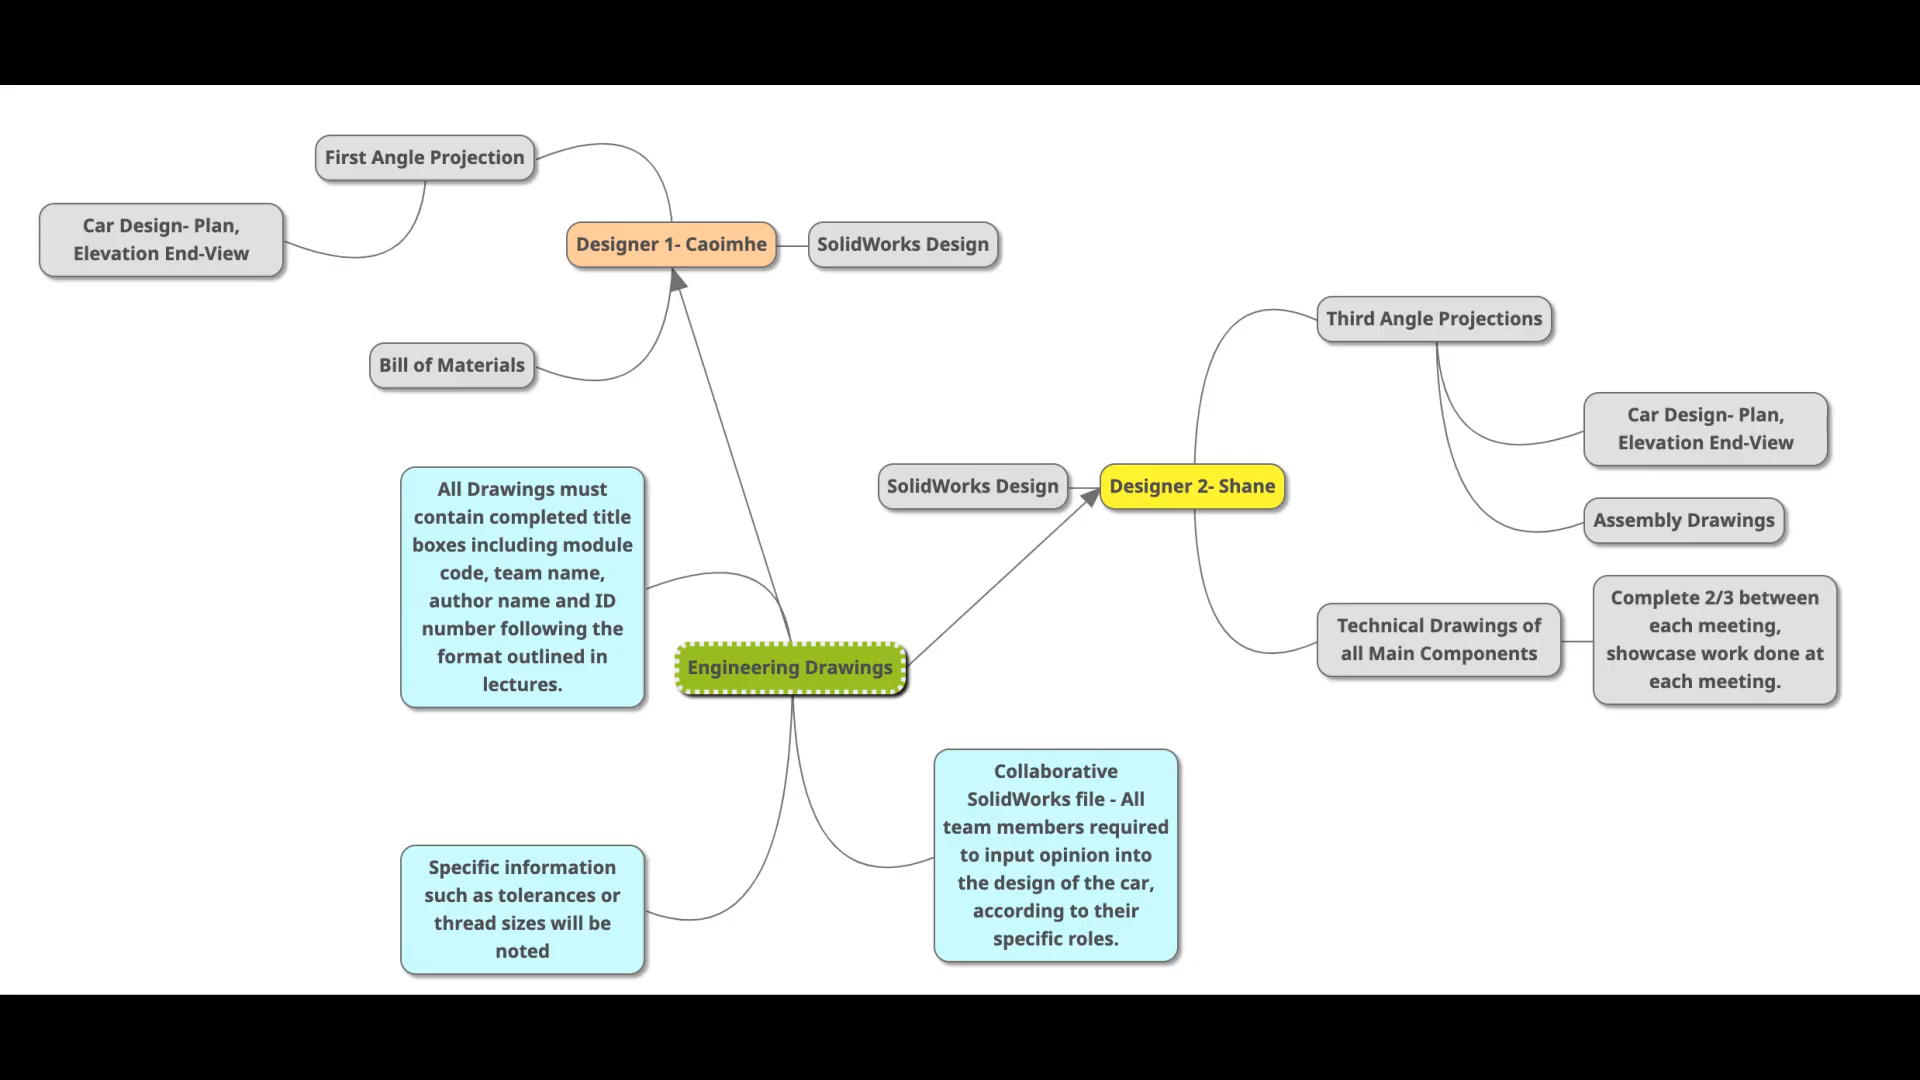 First Angle Projection
Car Design- Plan,
Elevation End-View
Designer 1- Caoimhe
SolidWorks Design
Bill of Materials
Third Angle Projections
Car Design- Plan,
Elevation End-View
SolidWorks Design
Designer 2- Shane
Assembly Drawings
Technical Drawings of
all Main Components
Complete 2/3 between
each meeting,
showcase work done at
each meeting.
All Drawings must
contain completed title
boxes including module
code, team name,
author name and ID
number following the
format outlined in
lectures.
Engineering Drawings
Collaborative
SolidWorks file - All
team members required
to input opinion into
the design of the car,
according to their
specific roles.
Specific information
such as tolerances or
thread sizes will be
noted